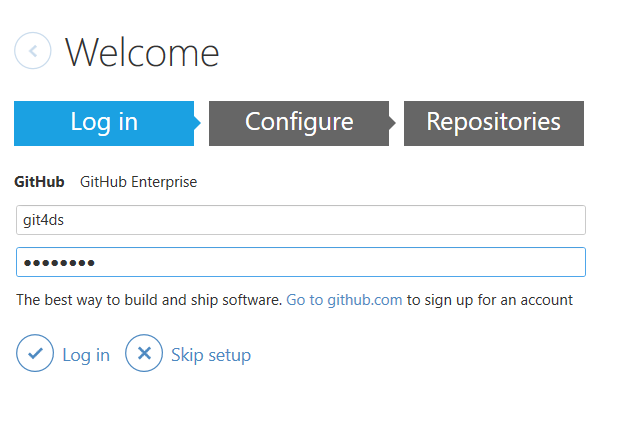 Welcome
Log in Configure Repositories
GitHub GitHub Enterprise
git4ds
●●●●●●●●
The best way to build and ship software. Go to github.com to sign up for an account
Log in Skip setup